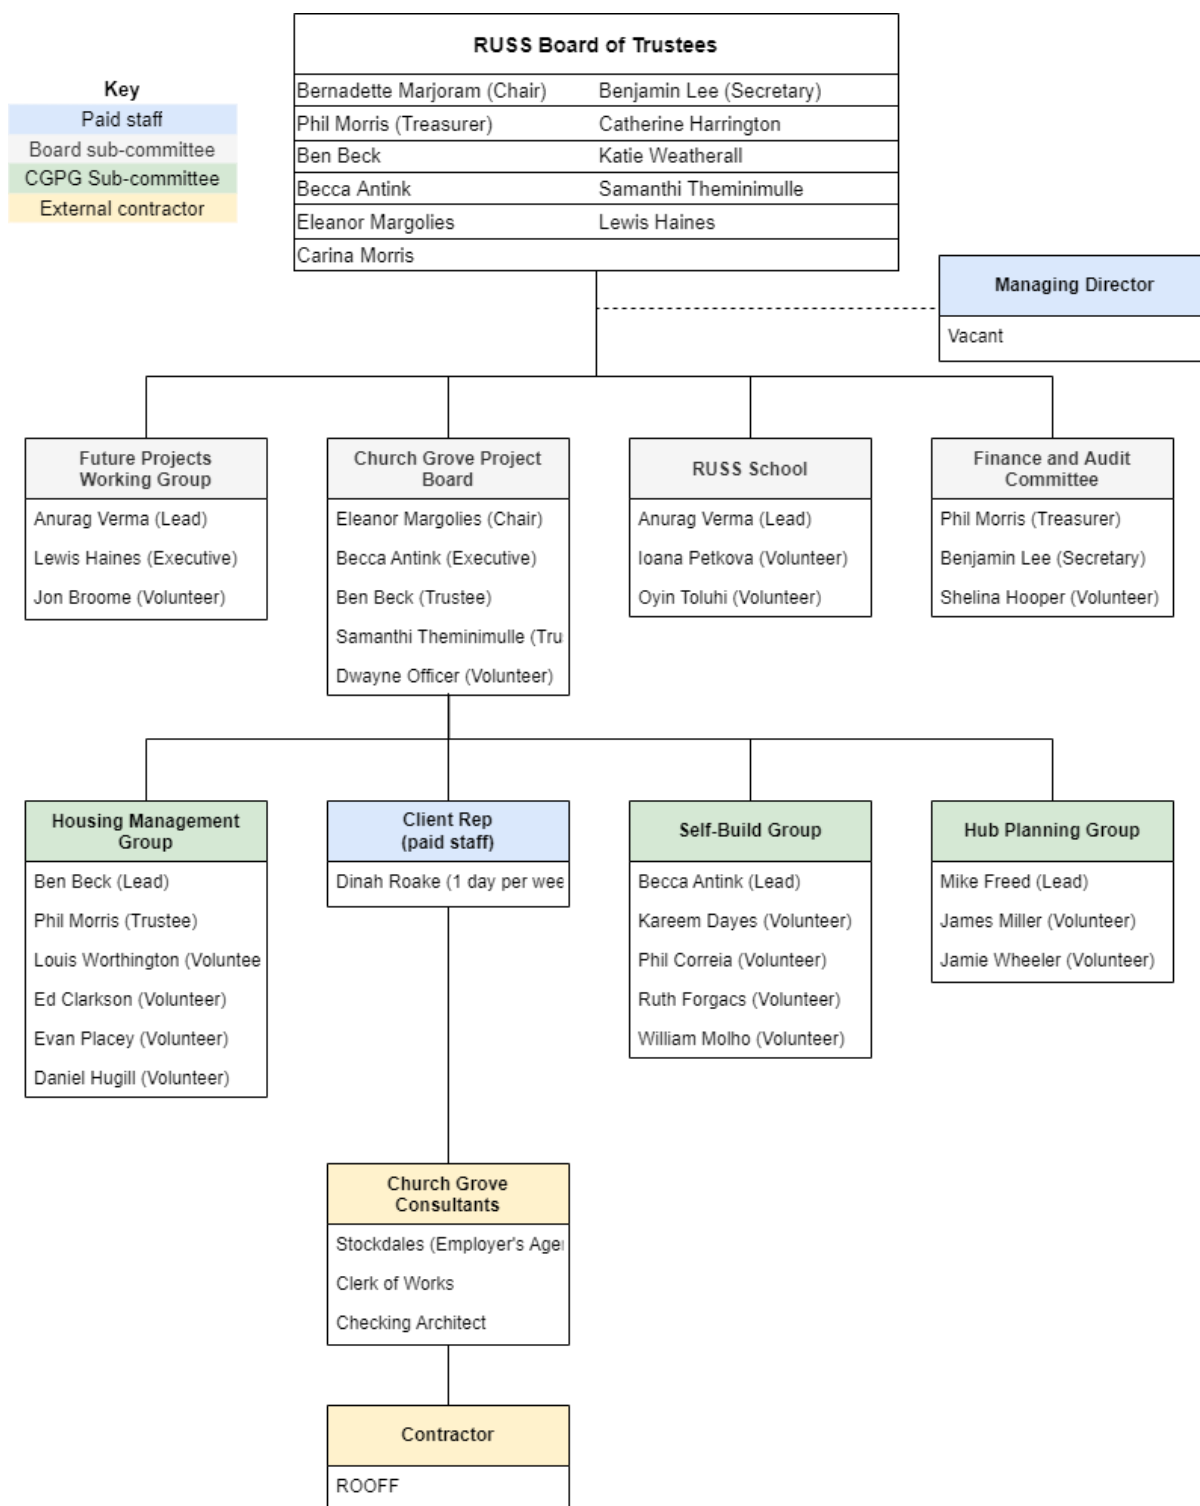 RUSS Board of Trustees
Bernadette Marjoram (Chair) Benjamin Lee (Secretary)
Phil Morris (Treasurer) Catherine Harrington
Ben Beck Katie Weatherall
Becca Antink Samanthi Theminimulle
Eleanor Margolies Lewis Haines
Carina Morris
Key
Paid staff
Board sub-committee
CGPG Sub-committee
External contractor
Managing Director
Vacant
Future Projects
Working Group
Anurag Verma (Lead)
Lewis Haines (Executive)
Jon Broome (Volunteer)
Church Grove Project
Board
Eleanor Margolies (Chair)
Becca Antink (Executive)
Ben Beck (Trustee)
Samanthi Theminimulle (Tru
Dwayne Officer (Volunteer)
RUSS School
Anurag Verma (Lead)
Ioana Petkova (Volunteer)
Oyin Toluhi (Volunteer)
Finance and Audit
Committee
Phil Morris (Treasurer)
Benjamin Lee (Secretary)
Shelina Hooper (Volunteer)
Housing Management
Group
Ben Beck (Lead)
Phil Morris (Trustee)
Louis Worthington (Voluntee
Ed Clarkson (Volunteer)
Evan Placey (Volunteer)
Daniel Hugill (Volunteer)
Client Rep
(paid staff)
Dinah Roake (1 day per wee
Self-Build Group
Becca Antink (Lead)
Kareem Dayes (Volunteer)
Phil Correia (Volunteer)
Ruth Forgacs (Volunteer)
William Molho (Volunteer)
Hub Planning Group
Mike Freed (Lead)
James Miller (Volunteer)
Jamie Wheeler (Volunteer)
Church Grove
Consultants
Stockdales (Employer's Age
Clerk of Works
Checking Architect
Contractor
ROOFF